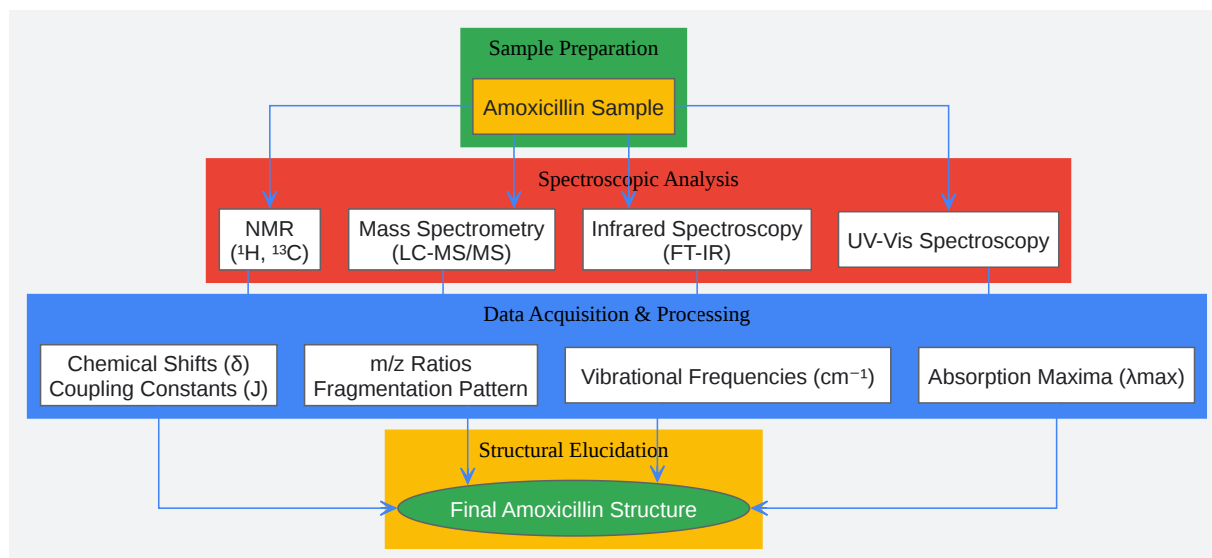 Sample Preparation
Amoxicillin Sample
Spectroscopic Analysis
NMR
(¹H, ¹³C)
Mass Spectrometry
(LC-MS/MS)
Infrared Spectroscopy
(FT-IR)
UV-Vis Spectroscopy
Data Acquisition & Processing
Chemical Shifts (δ)
Coupling Constants (J)
m/z Ratios
Fragmentation Pattern
Vibrational Frequencies (cm⁻¹)
Absorption Maxima (λmax)
Structural Elucidation
Final Amoxicillin Structure